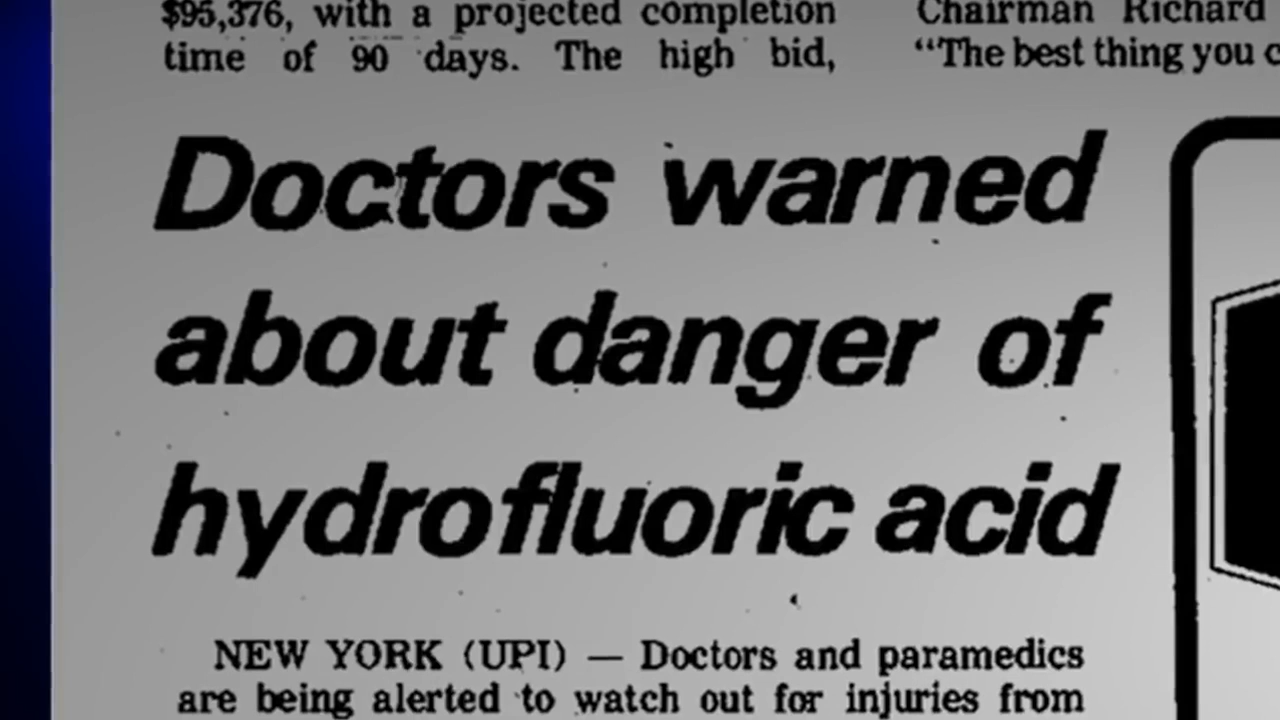 $95,376, with a projected completion
time of 90 days. The high bid,
Chairman Richard
“The best thing you c
Doctors warned
about danger of
hydrofluoric acid
NEW YORK (UPI) — Doctors and paramedics
are being alerted to watch out for injuries from